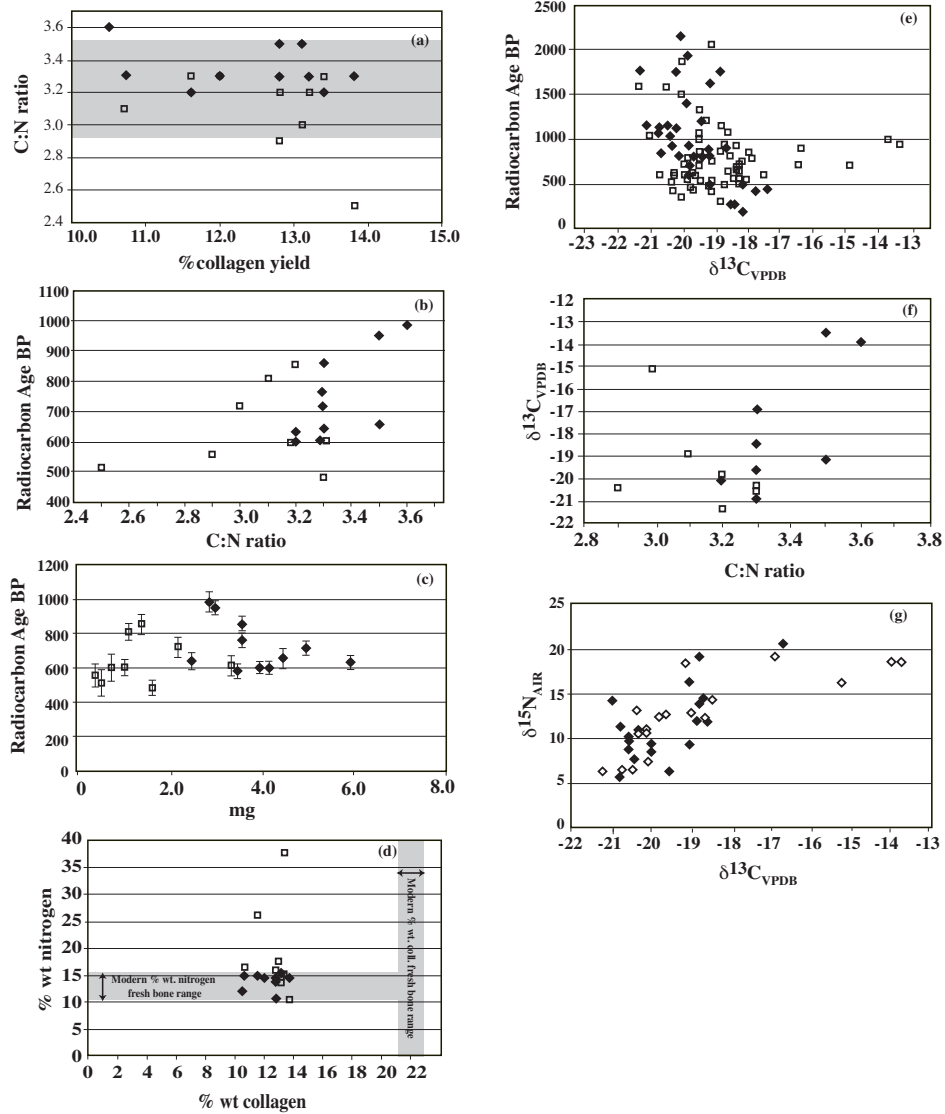 (a)
C:N ratio
3.6
3.4
3.2
3.0
2.8
2.6
2.4
10.0 11.0 12.0 13.0 14.0 15.0
%collagen yield
(b)
Radiocarbon Age BP
1100
1000
900
800
700
600
500
400
2.4 2.6 2.8 3.0 3.2 3.4 3.6
C:N ratio
(c)
Radiocarbon Age BP
1200
1000
800
600
400
200
0
0 2.0 4.0 6.0 8.0
mg
(d)
% wt nitrogen
40
35
30
25
20
15
10
5
0
Modern % wt. nitrogen
fresh bone range
Modern % wt. coll. fresh bone range
0 2 4 6 8 10 12 14 16 18 20 22
% wt collagen
(e)
Radiocarbon Age BP
2500
2000
1500
1000
500
0
-23 -22 -21 -20 -19 -18 -17 -16 -15 -14 -13
δ13CVPDB
(f)
δ13CVPDB
-12
-13
-14
-15
-17
-18
-19
-20
-21
-22
2.8 3.0 3.2 3.4 3.6 3.8
C:N ratio
(g)
δ15NAIR
25
20
15
10
5
0
-22 -21 -20 -19 -18 -17 -16 -15 -14 -13
δ13CVPDB